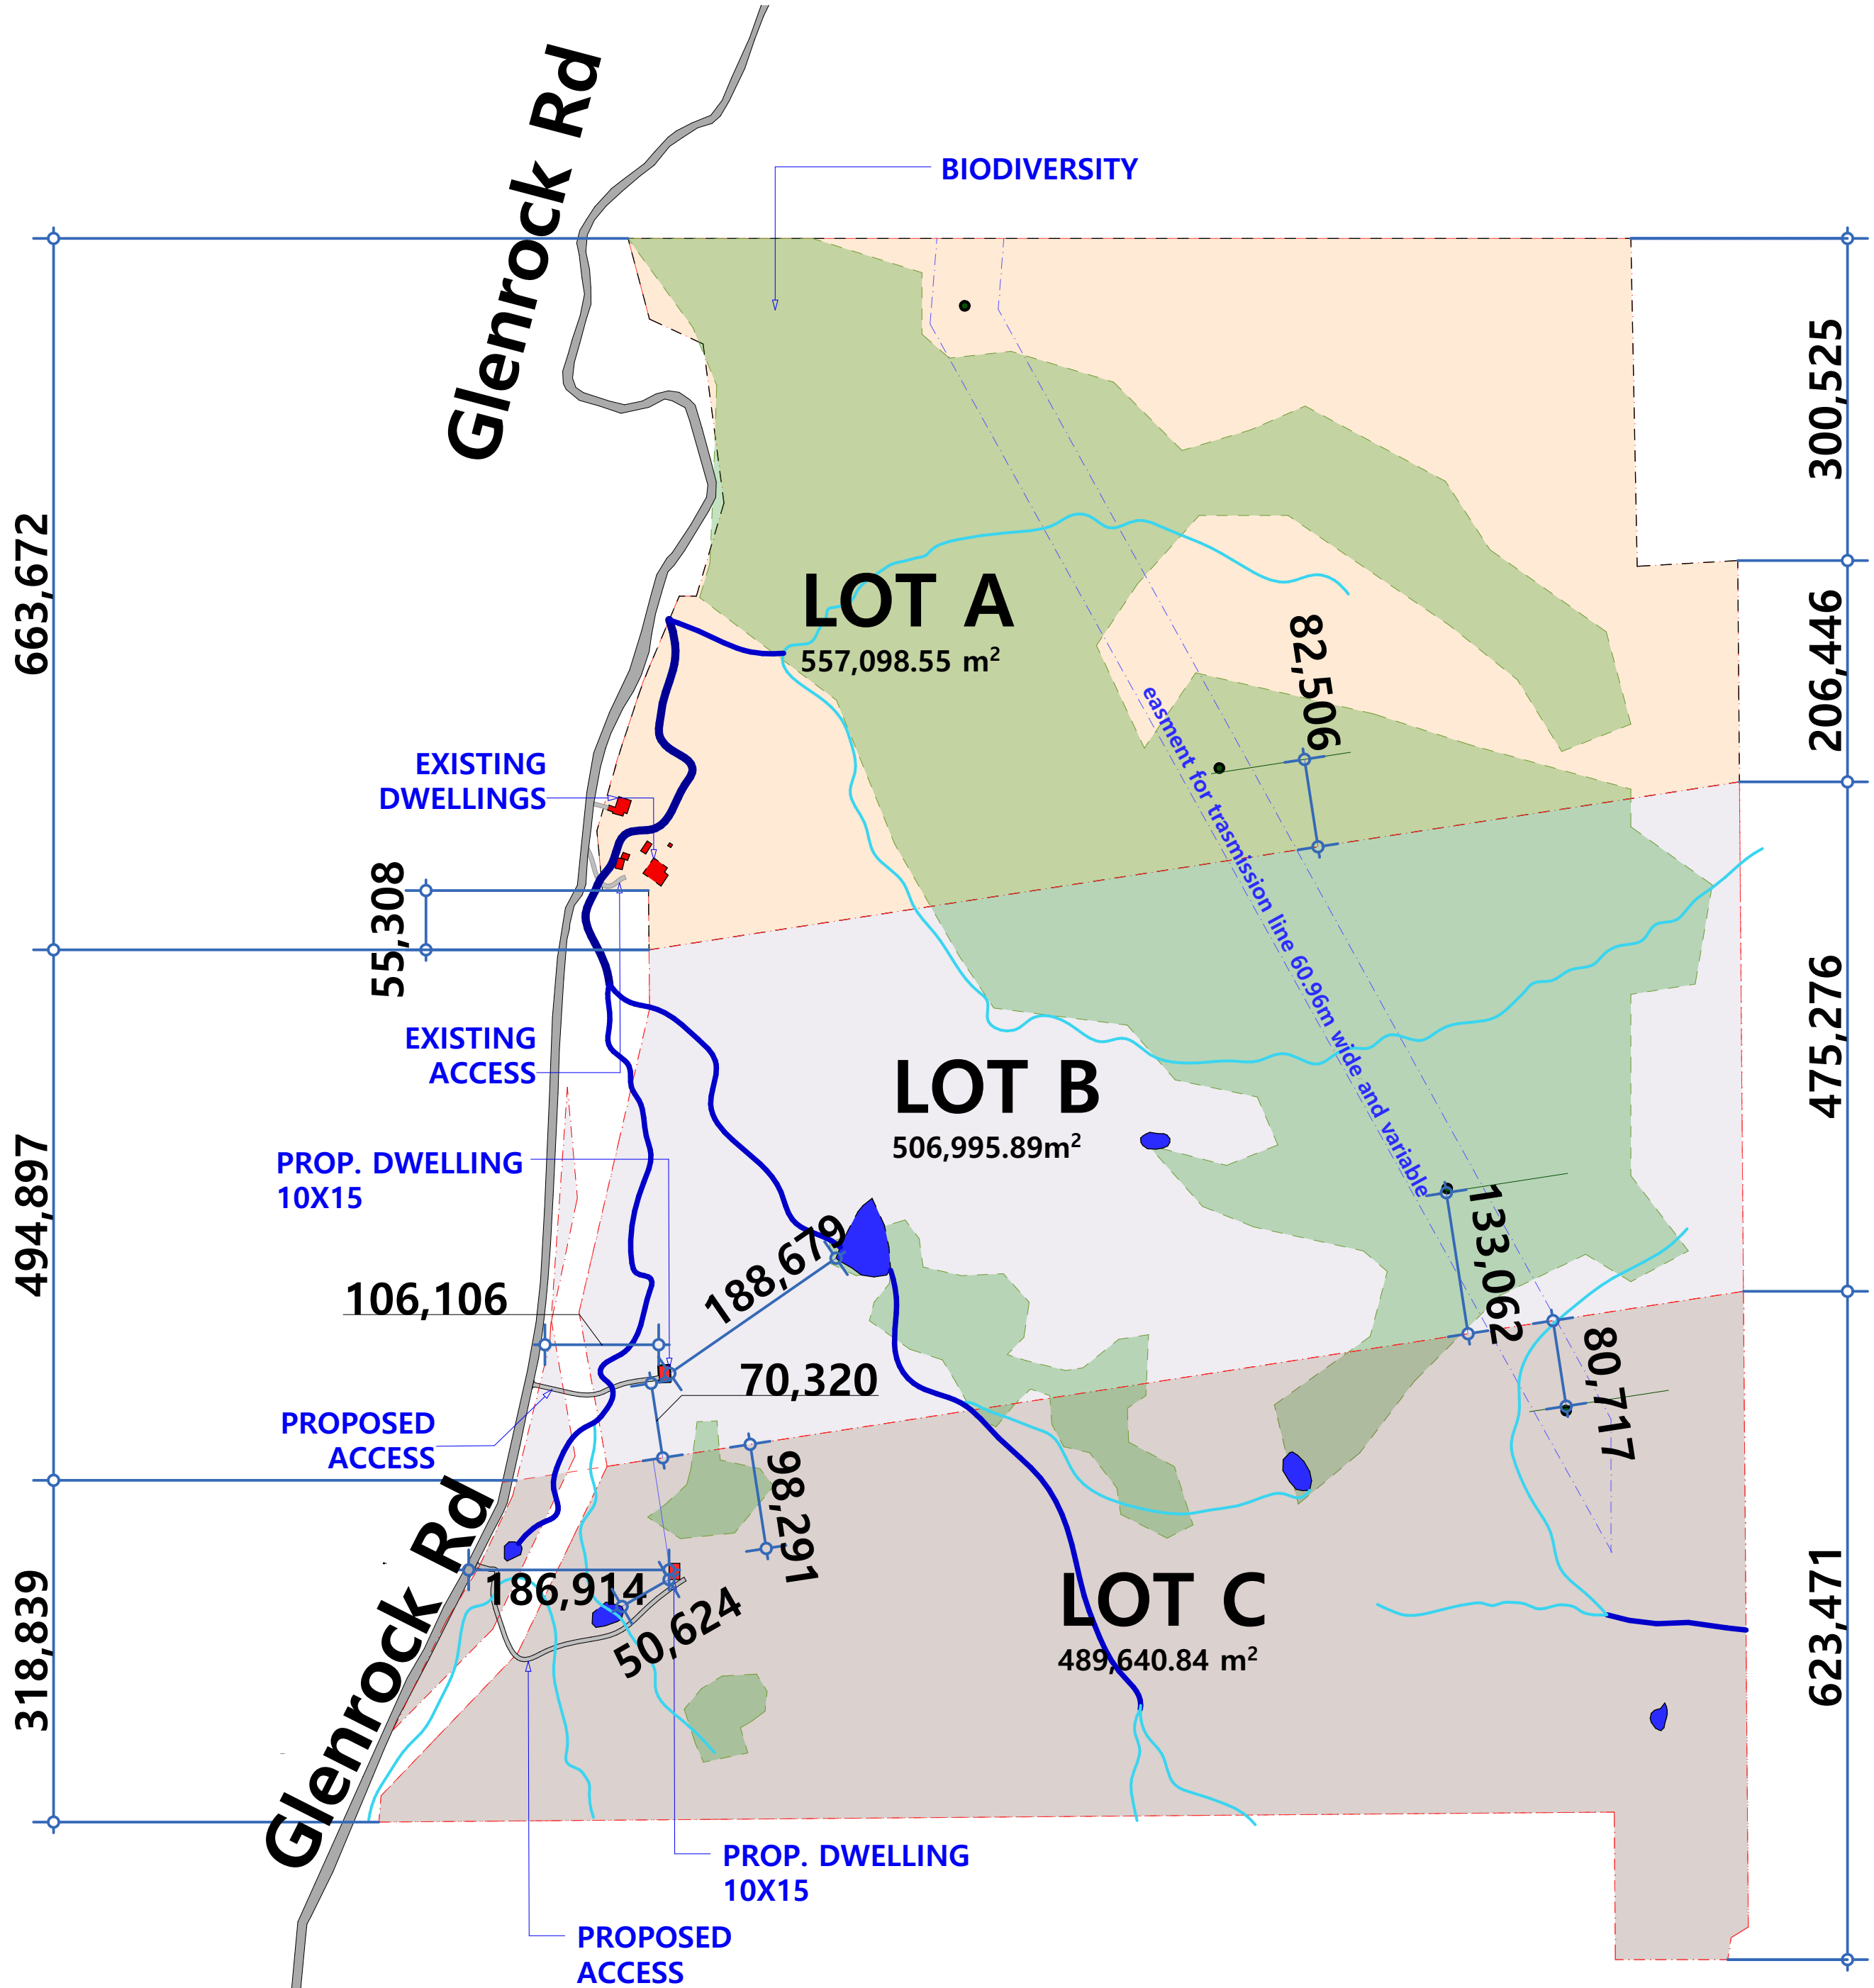 Glenrock Rd
BIODIVERSITY
300,525
663,672
LOT A
557,098.55 m²
206,446
82,506
EXISTING
DWELLINGS
easment for trasmission line 60.96m wide and variable
55,308
EXISTING
ACCESS
475,276
LOT B
506,995.89m²
PROP. DWELLING
10X15
494,897
133,062
188,679
106,106
70,320
80,717
PROPOSED
ACCESS
98,291
Glenrock Rd
186,914
50,624
LOT C
489,640.84 m²
318,839
623,471
PROP. DWELLING
10X15
PROPOSED
ACCESS